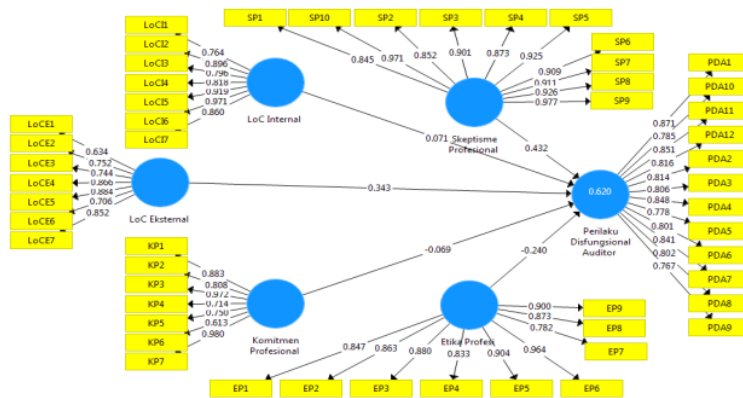 SP1
SP10
SP2
SP3
SP4
SP5
LoCI1
LoCI2
LoCI3
LoCI4
LoCI5
LoCI6
LoCI7
0.764
0.896
0.796
0.818
0.919
0.971
0.860
LoC Internal
0.845
0.971
0.852
0.901
0.873
0.925
0.909
0.911
0.926
0.977
SP6
SP7
SP8
SP9
Skeptisme
Profesional
LoCE1
LoCE2
LoCE3
LoCE4
LoCE5
LoCE6
LoCE7
0.634
0.752
0.744
0.866
0.884
0.706
0.852
LoC Eksternal
0.071
0.432
0.343
-0.069
-0.240
0.620
Perilaku
Disfungsional
Auditor
0.871
0.785
0.851
0.816
0.814
0.806
0.848
0.778
0.801
0.841
0.802
0.767
PDA1
PDA10
PDA11
PDA12
PDA2
PDA3
PDA4
PDA5
PDA6
PDA7
PDA8
PDA9
KP1
KP2
KP3
KP4
KP5
KP6
KP7
0.883
0.808
0.972
0.714
0.750
0.613
0.980
Komitmen
Profesional
Etika Profesi
0.900
0.873
0.782
EP9
EP8
EP7
0.847
0.863
0.880
0.833
0.904
0.964
EP1
EP2
EP3
EP4
EP5
EP6